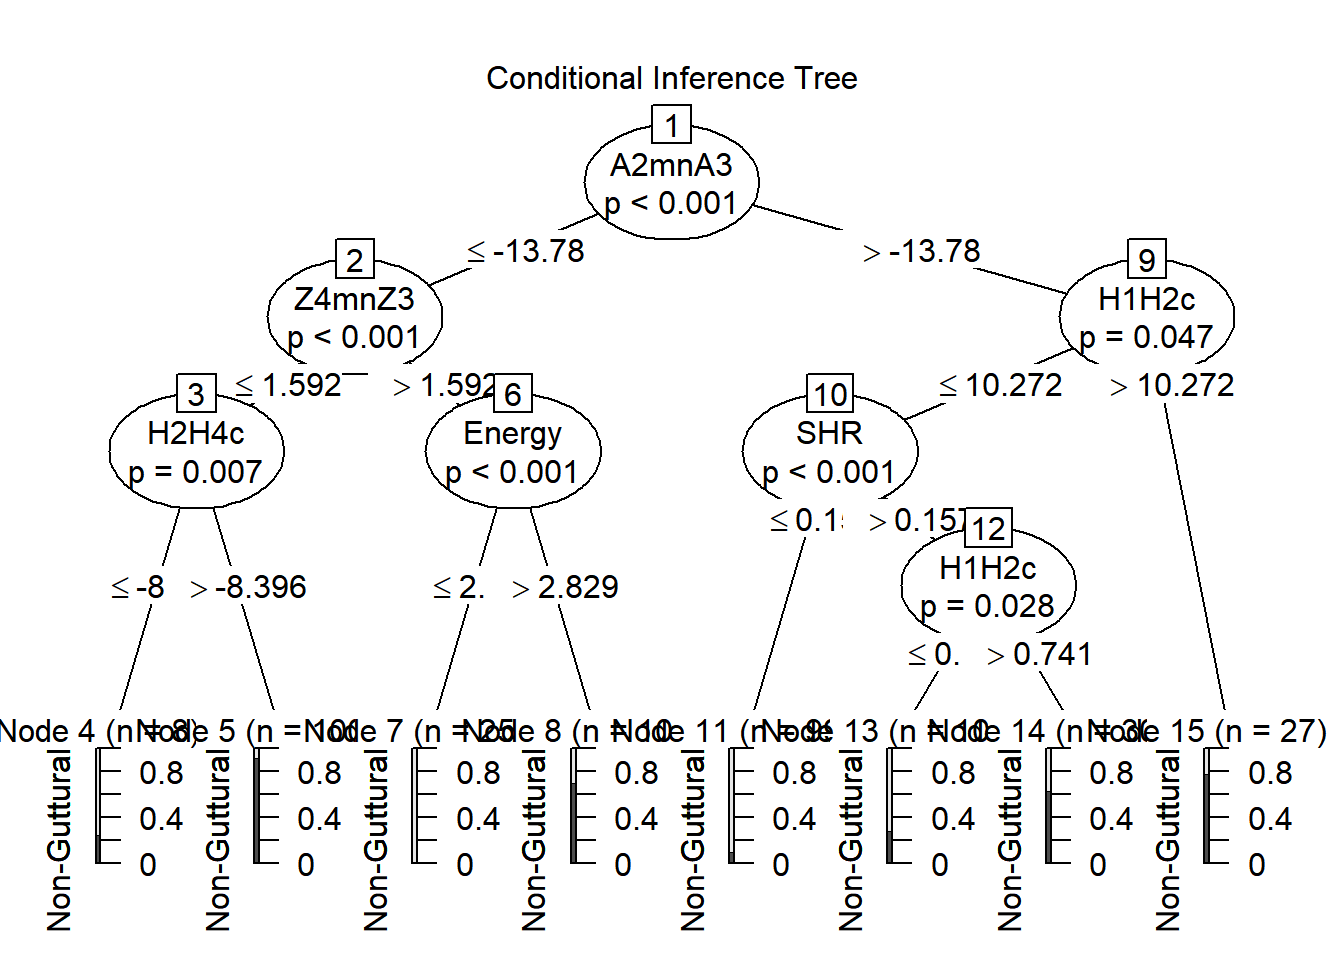 Conditional Inference Tree
1
A2mnA3
p < 0.001
≤ -13.78
> -13.78
2
Z4mnZ3
p < 0.001
9
H1H2c
p = 0.047
≤ 1.592
> 1.592
≤ 10.272
> 10.272
3
H2H4c
p = 0.007
6
Energy
p < 0.001
10
SHR
p < 0.001
≤ 0.1
> 0.157
12
H1H2c
p = 0.028
≤ -8
> -8.396
≤ 2.
> 2.829
≤ 0.
> 0.741
Node 4 (n = 8)
Node 5 (n =
Node 7 (n = 25
Node 8 (n = 10
Node 11 (n = 9
Node 13 (n = 10
Node 14 (n = 3
Node 15 (n = 27)
Non-Guttural
0.8
0.4
0
Non-Guttural
0.8
0.4
0
Non-Guttural
0.8
0.4
0
Non-Guttural
0.8
0.4
0
Non-Guttural
0.8
0.4
0
Non-Guttural
0.8
0.4
0
Non-Guttural
0.8
0.4
0
Non-Guttural
0.8
0.4
0